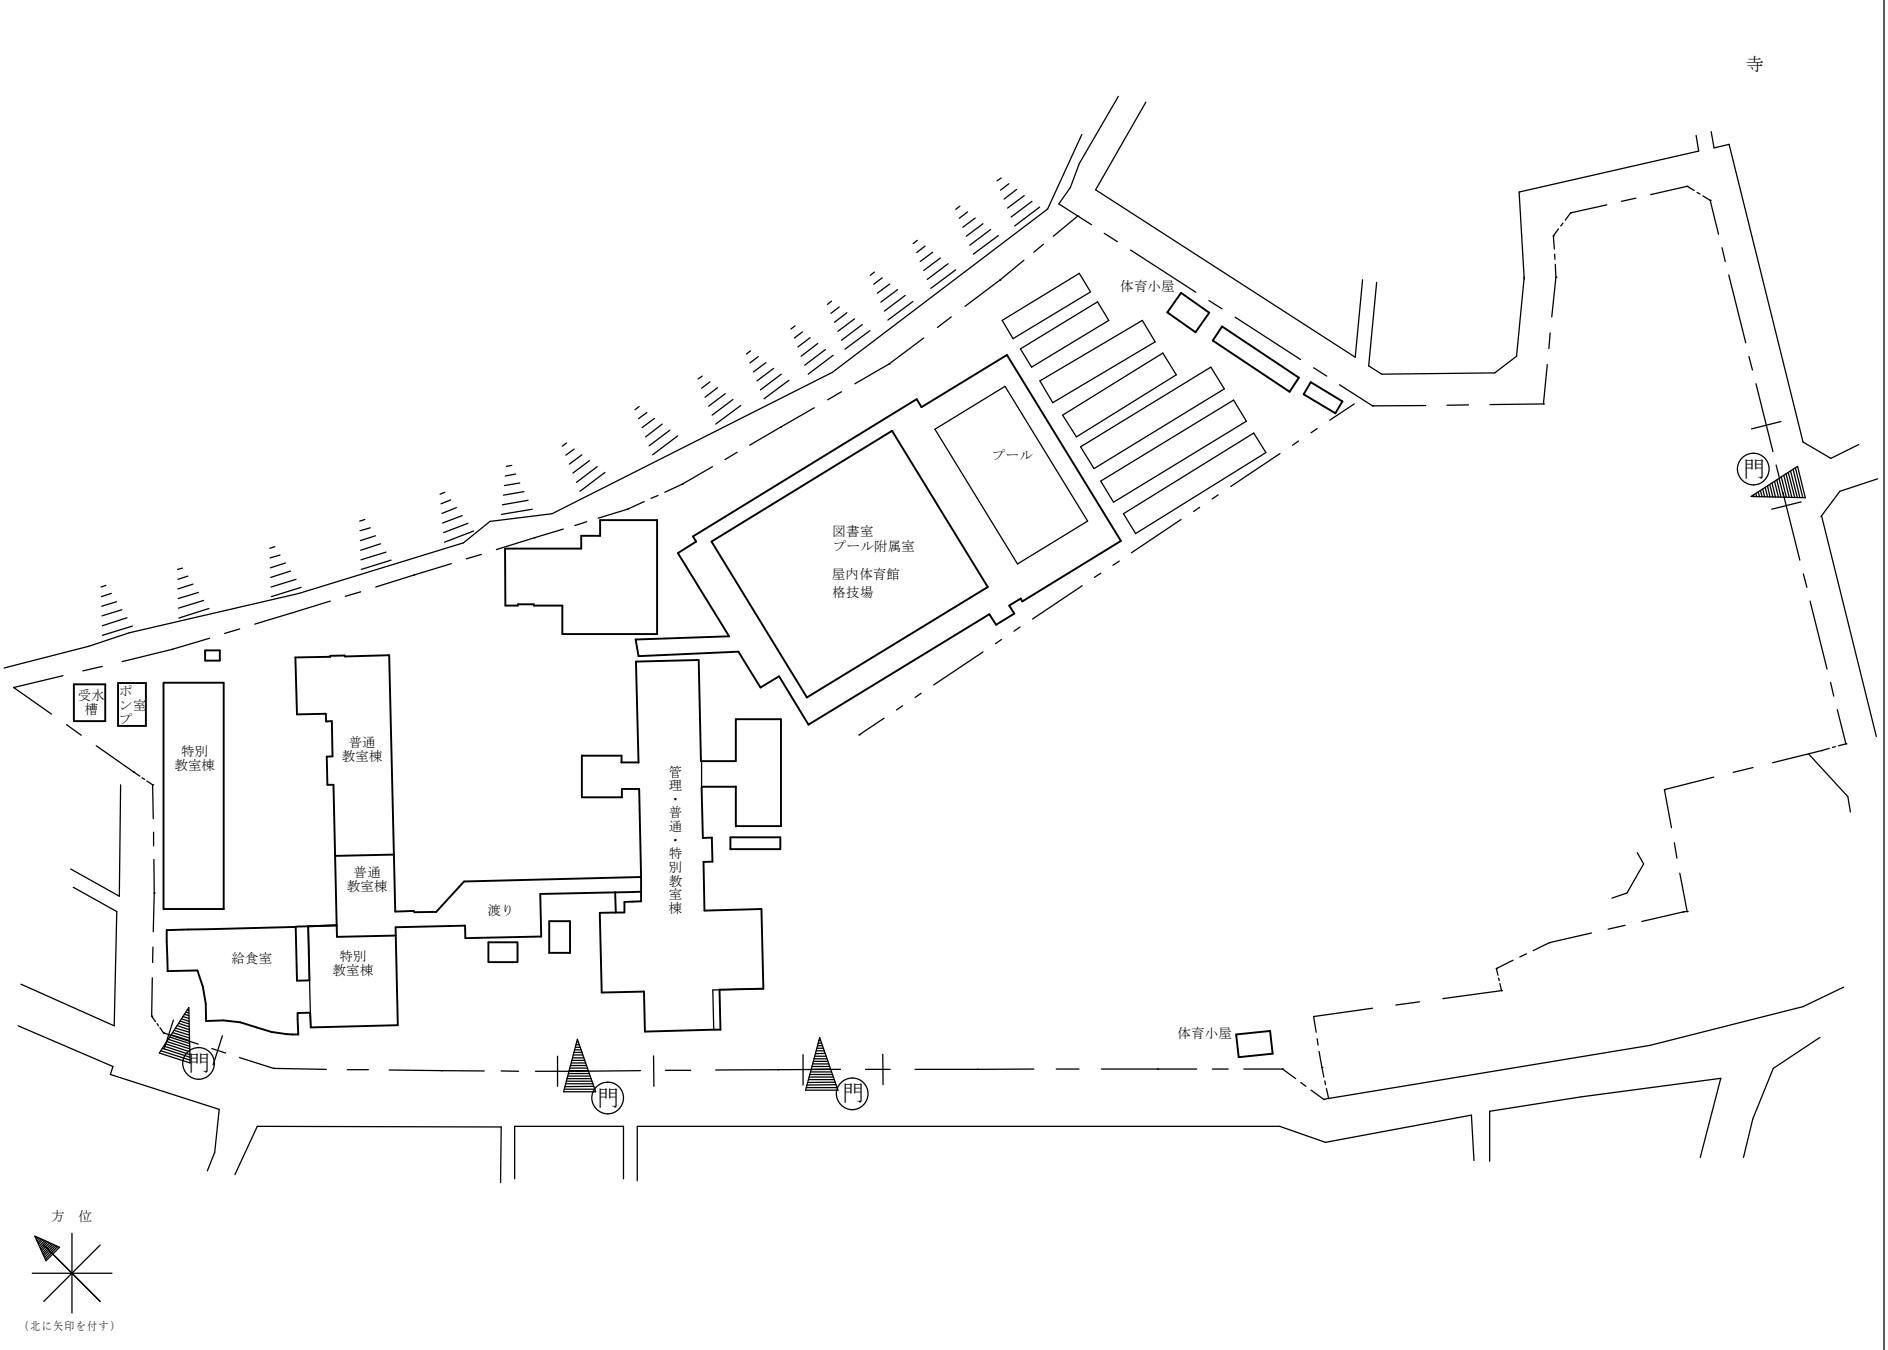 寺
体育小屋
プール
門
図書室
プール附属室
屋内体育館
格技場
受水
槽
ポンプ
室
特別
教室棟
普通
教室棟
管理・普通・特別教室棟
普通
教室棟
渡り
給食室
特別
教室棟
体育小屋
門
門
門
方 位
(北に矢印を付す)